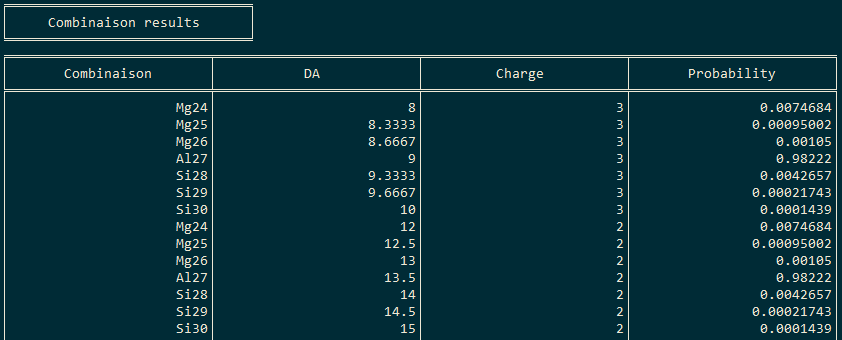 Combinaison results
Combinaison DA Charge Probability
Mg24 8 3 0.0074684
Mg25 8.3333 3 0.00095002
Mg26 8.6667 3 0.00105
Al27 9 3 0.98222
Si28 9.3333 3 0.0042657
Si29 9.6667 3 0.00021743
Si30 10 3 0.0001439
Mg24 12 2 0.0074684
Mg25 12.5 2 0.00095002
Mg26 13 2 0.00105
Al27 13.5 2 0.98222
Si28 14 2 0.0042657
Si29 14.5 2 0.00021743
Si30 15 2 0.0001439